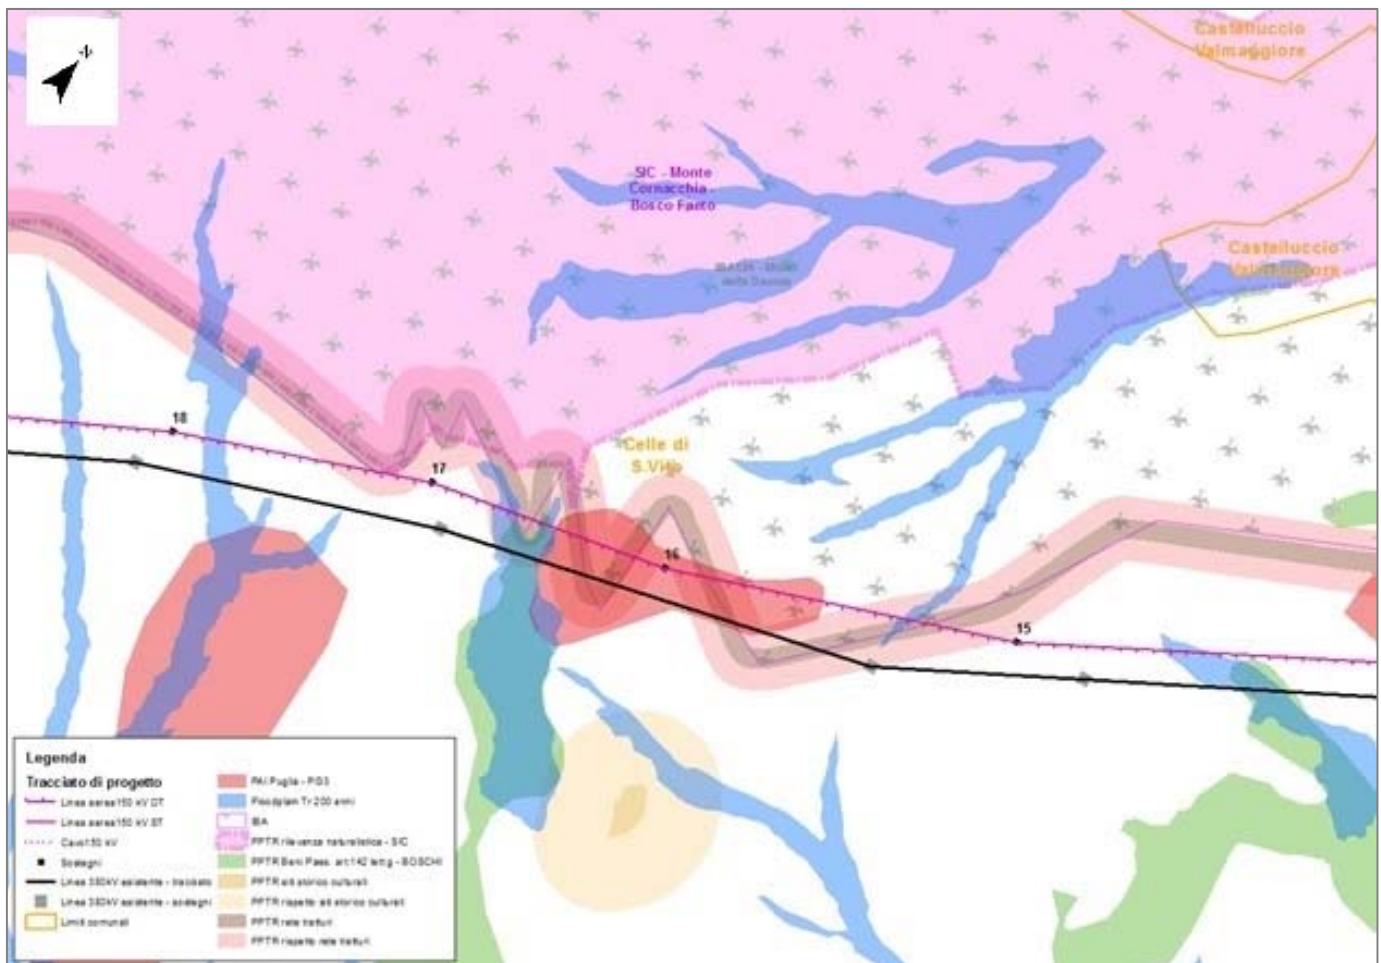 Castelluccio
Valmaggiore
SIC - Monte
Cornacchia -
Bosco Faeto
Castelluccio
Valmaggiore
18
Celle di
S.Vito
17
16
15
Legenda
Tracciato di progetto
Linea aerea 150 kV DT
Linea aerea 150 kV ST
Cavo 150 kV
Sostegni
Linea 380kV esistente - tracciato
Linea 380kV esistente - sostegni
Limiti comunali
PAI Puglia - PG3
Floodplain Tr 200 anni
IBA
PPTR rilevanza naturalistica - SIC
PPTR Beni Paes. art.142 lett.g - BOSCHI
PPTR siti storico culturali
PPTR rispetto siti storico culturali
PPTR rete tratturi
PPTR rispetto rete tratturi